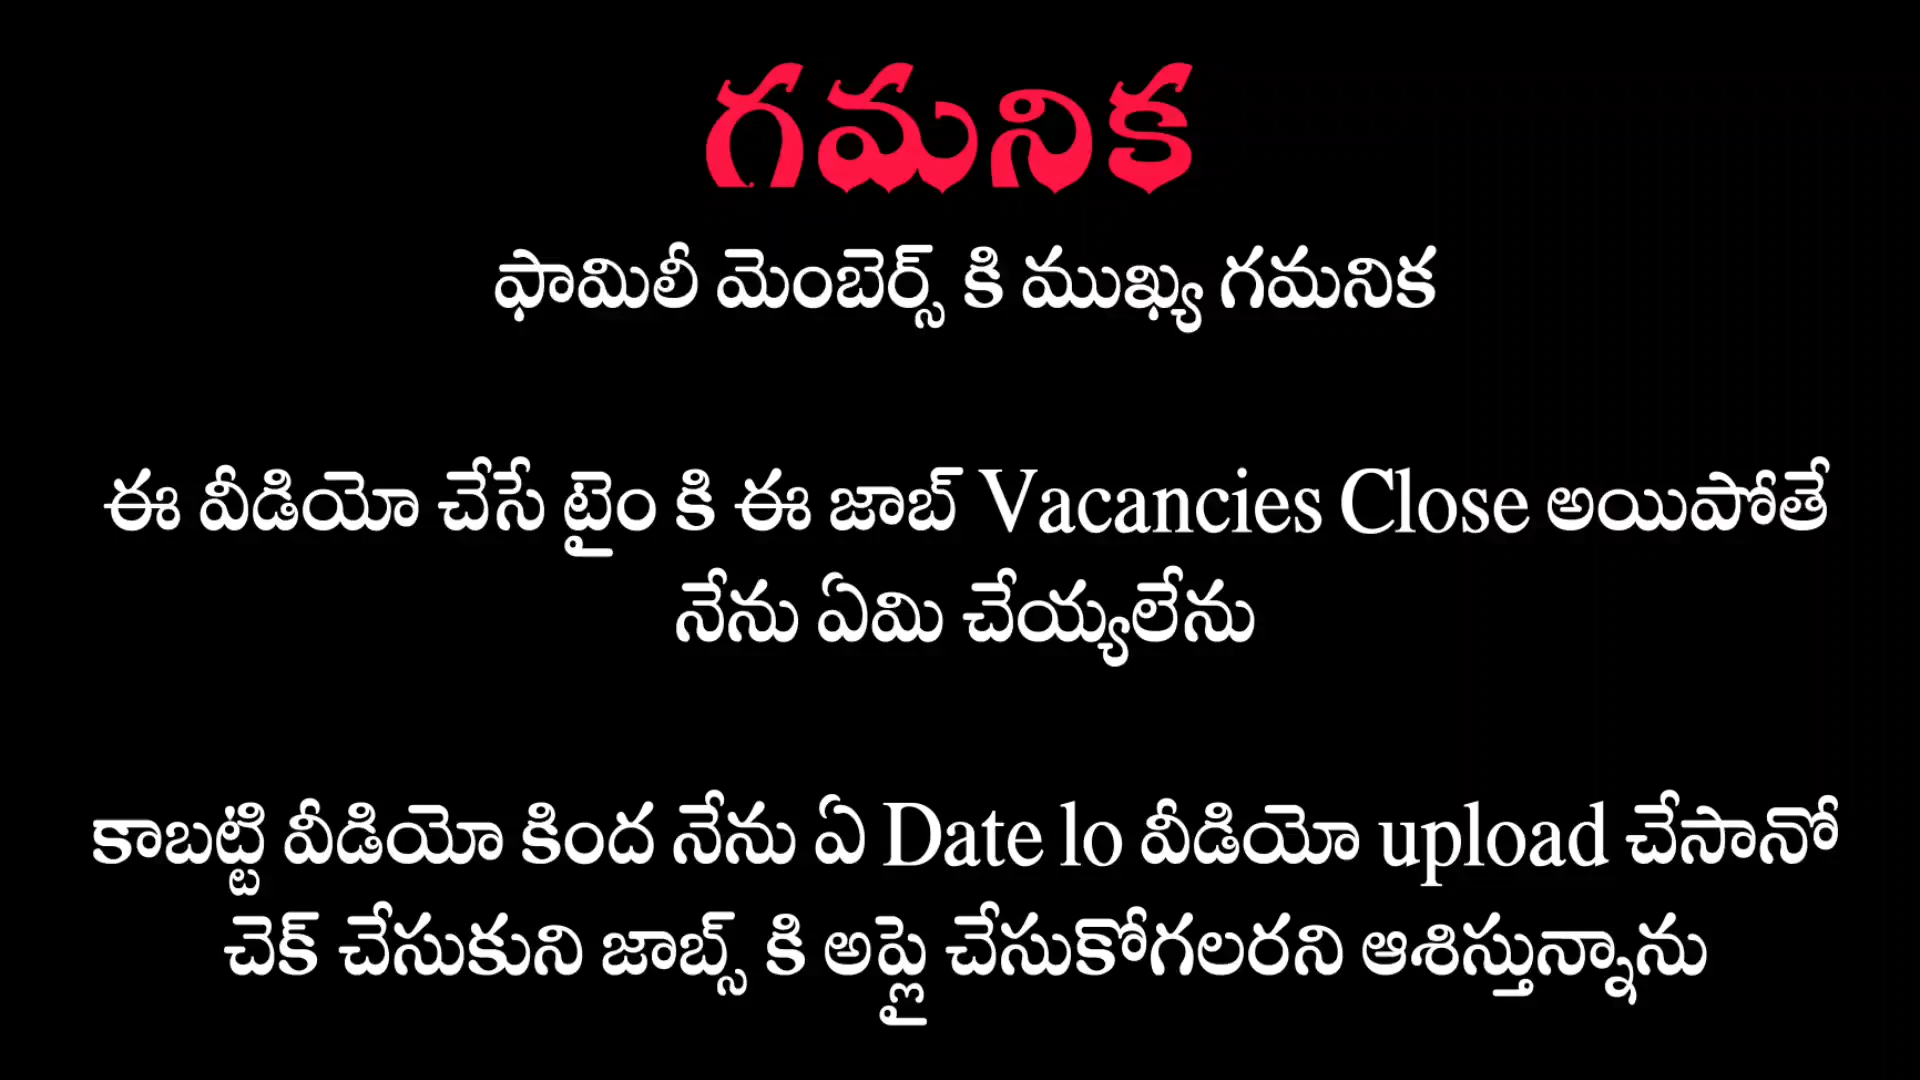 గమనిక
ఫామిలీ మెంబెర్స్ కి ముఖ్య గమనిక
ఈ వీడియో చేసే టైం కి ఈ జాబ్ Vacancies Close అయిపోతే
నేను ఏమి చేయ్యలేను
కాబట్టి వీడియో కింద నేను ఏ Date lo వీడియో upload చేసానో
చెక్ చేసుకుని జాబ్స్ కి అప్లై చేసుకోగలరని ఆశిస్తున్నాను